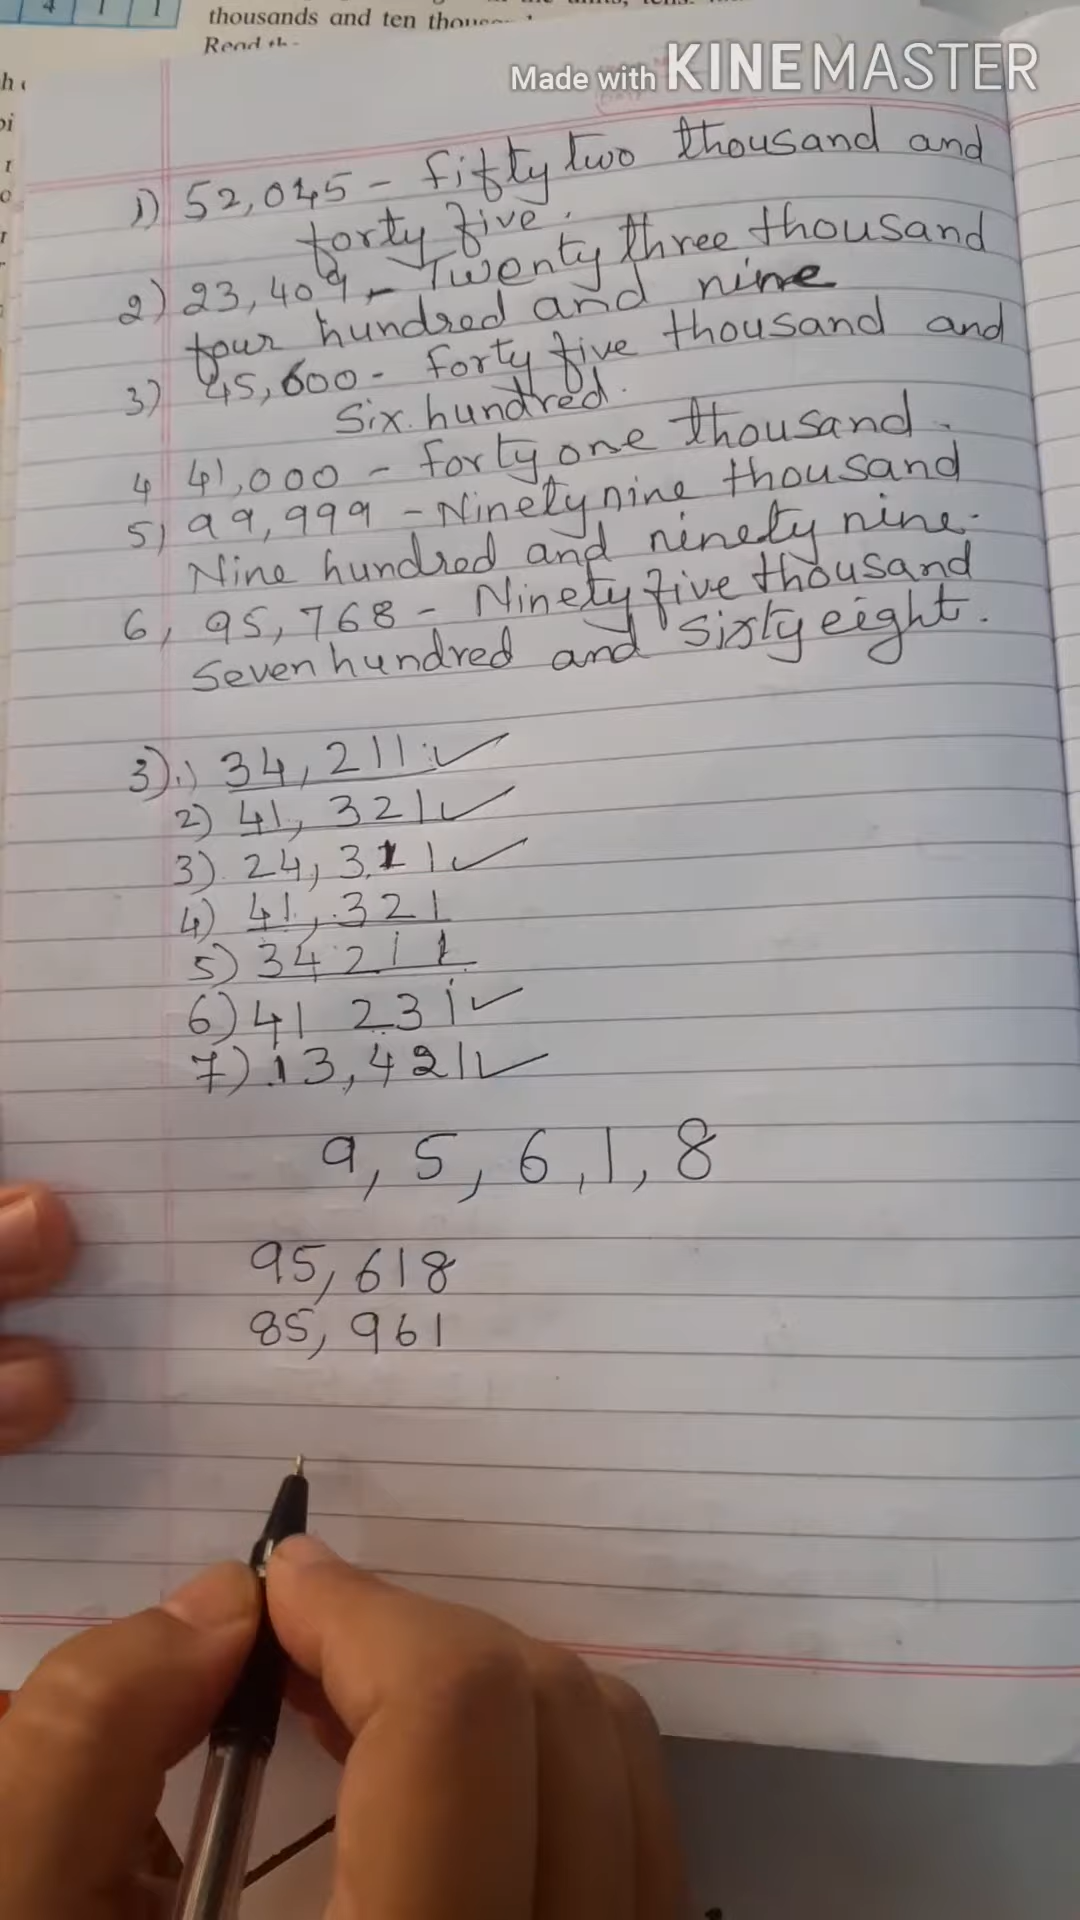 4 1 1
thousands and ten
Read
Made with KINEMASTER
1) 52,045 - fifty two thousand and
forty five.
2) 23,409 - Twenty three thousand
four hundred and nine
3) 45,600 - forty five thousand and
Six hundred.
4 41,000 - forty one thousand.
5) 99,999 - Ninety nine thousand
Nine hundred and ninety nine.
6, 95,768 - Ninety five thousand
seven hundred and sixty eight.
3) 1) 34,211 ✓
2) 41,321 ✓
3) 24,311 ✓
4) 41,321
5) 34211
6) 41 231 ✓
7) 13,421 ✓
9, 5, 6, 1, 8
95,618
85,961